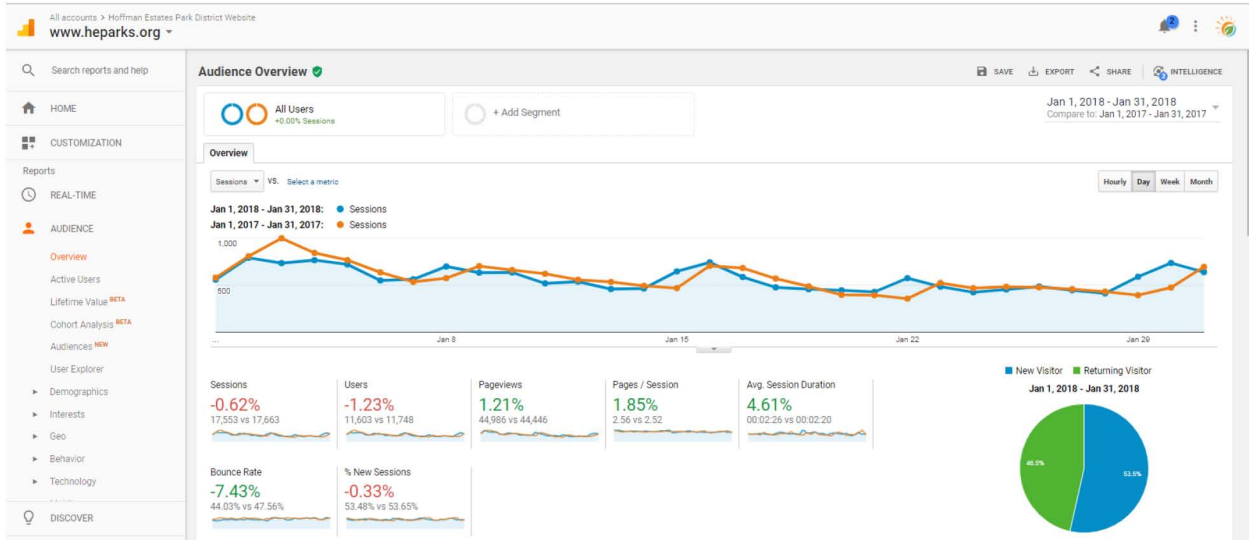 All accounts > Hoffman Estates Park District Website
www.heparks.org
2
Search reports and help
HOME
CUSTOMIZATION
Reports
REAL-TIME
AUDIENCE
Overview
Active Users
Lifetime Value BETA
Cohort Analysis BETA
Audiences NEW
User Explorer
Demographics
Interests
Geo
Behavior
Technology
DISCOVER
Audience Overview
SAVE
EXPORT
SHARE
2
INTELLIGENCE
All Users
+0.00% Sessions
+ Add Segment
Jan 1, 2018 - Jan 31, 2018
Compare to: Jan 1, 2017 - Jan 31, 2017
Overview
Sessions VS. Select a metric
Hourly Day Week Month
Jan 1, 2018 - Jan 31, 2018: Sessions
Jan 1, 2017 - Jan 31, 2017: Sessions
1,000
500
... Jan 8 Jan 15 Jan 22 Jan 29
Sessions
-0.62%
17,553 vs 17,663
Users
-1.23%
11,603 vs 11,748
Pageviews
1.21%
44,986 vs 44,446
Pages / Session
1.85%
2.56 vs 2.52
Avg. Session Duration
4.61%
00:02:26 vs 00:02:20
Bounce Rate
-7.43%
44.03% vs 47.56%
% New Sessions
-0.33%
53.48% vs 53.65%
New Visitor Returning Visitor
Jan 1, 2018 - Jan 31, 2018
46.5%
53.5%